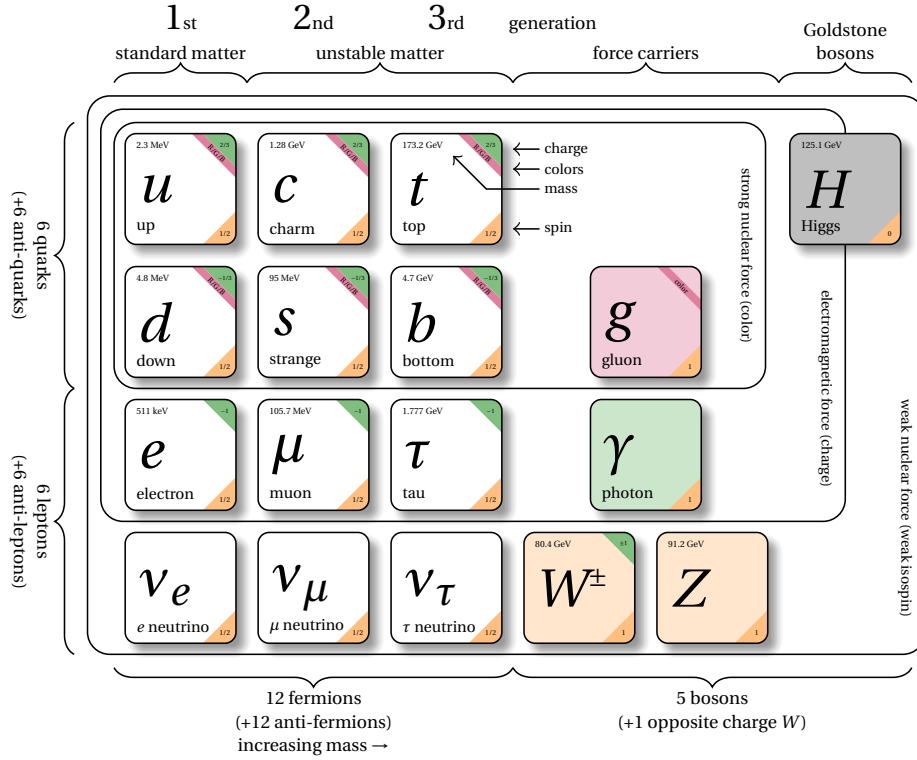 1st 2nd 3rd generation
standard matter unstable matter force carriers Goldstone
bosons
6 quarks
(+6 anti-quarks)
6 leptons
(+6 anti-leptons)
2.3 MeV 2/3
R/G/B
u
up 1/2
1.28 GeV 2/3
R/G/B
c
charm 1/2
173.2 GeV 2/3
R/G/B
t
top 1/2
charge
colors
mass
spin
125.1 GeV
H
Higgs 0
4.8 MeV −1/3
R/G/B
d
down 1/2
95 MeV −1/3
R/G/B
s
strange 1/2
4.7 GeV −1/3
R/G/B
b
bottom 1/2
color
g
gluon 1
strong nuclear force (color)
511 keV −1
e
electron 1/2
105.7 MeV −1
μ
muon 1/2
1.777 GeV −1
τ
tau 1/2
γ
photon 1
electromagnetic force (charge)
νe
e neutrino 1/2
νμ
μ neutrino 1/2
ντ
τ neutrino 1/2
80.4 GeV ±1
W±
1
91.2 GeV
Z
1
weak nuclear force (weak isospin)
12 fermions
(+12 anti-fermions)
increasing mass →
5 bosons
(+1 opposite charge W)